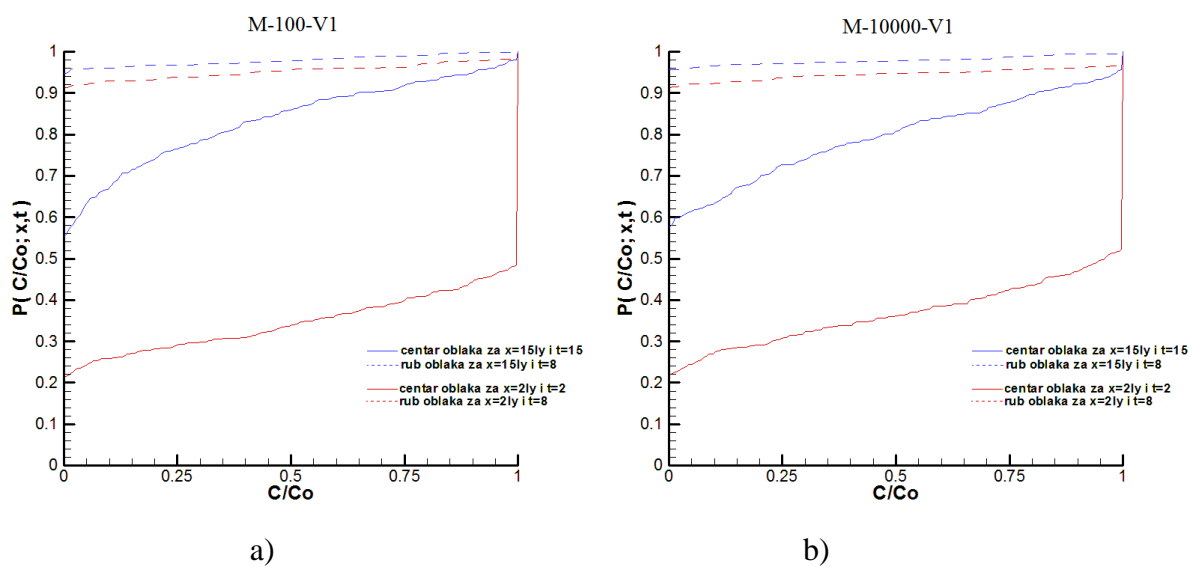 M-100-V1
P( C/Co; x,t)
1
0.9
0.8
0.7
0.6
0.5
0.4
0.3
0.2
0.1
0
0
0.25
0.5
0.75
1
C/Co
centar oblaka za x=15ly i t=15
rub oblaka za x=15ly i t=8
centar oblaka za x=2ly i t=2
rub oblaka za x=2ly i t=8
a)
M-10000-V1
P( C/Co; x,t)
1
0.9
0.8
0.7
0.6
0.5
0.4
0.3
0.2
0.1
0
0
0.25
0.5
0.75
1
C/Co
centar oblaka za x=15ly i t=15
rub oblaka za x=15ly i t=8
centar oblaka za x=2ly i t=2
rub oblaka za x=2ly i t=8
b)